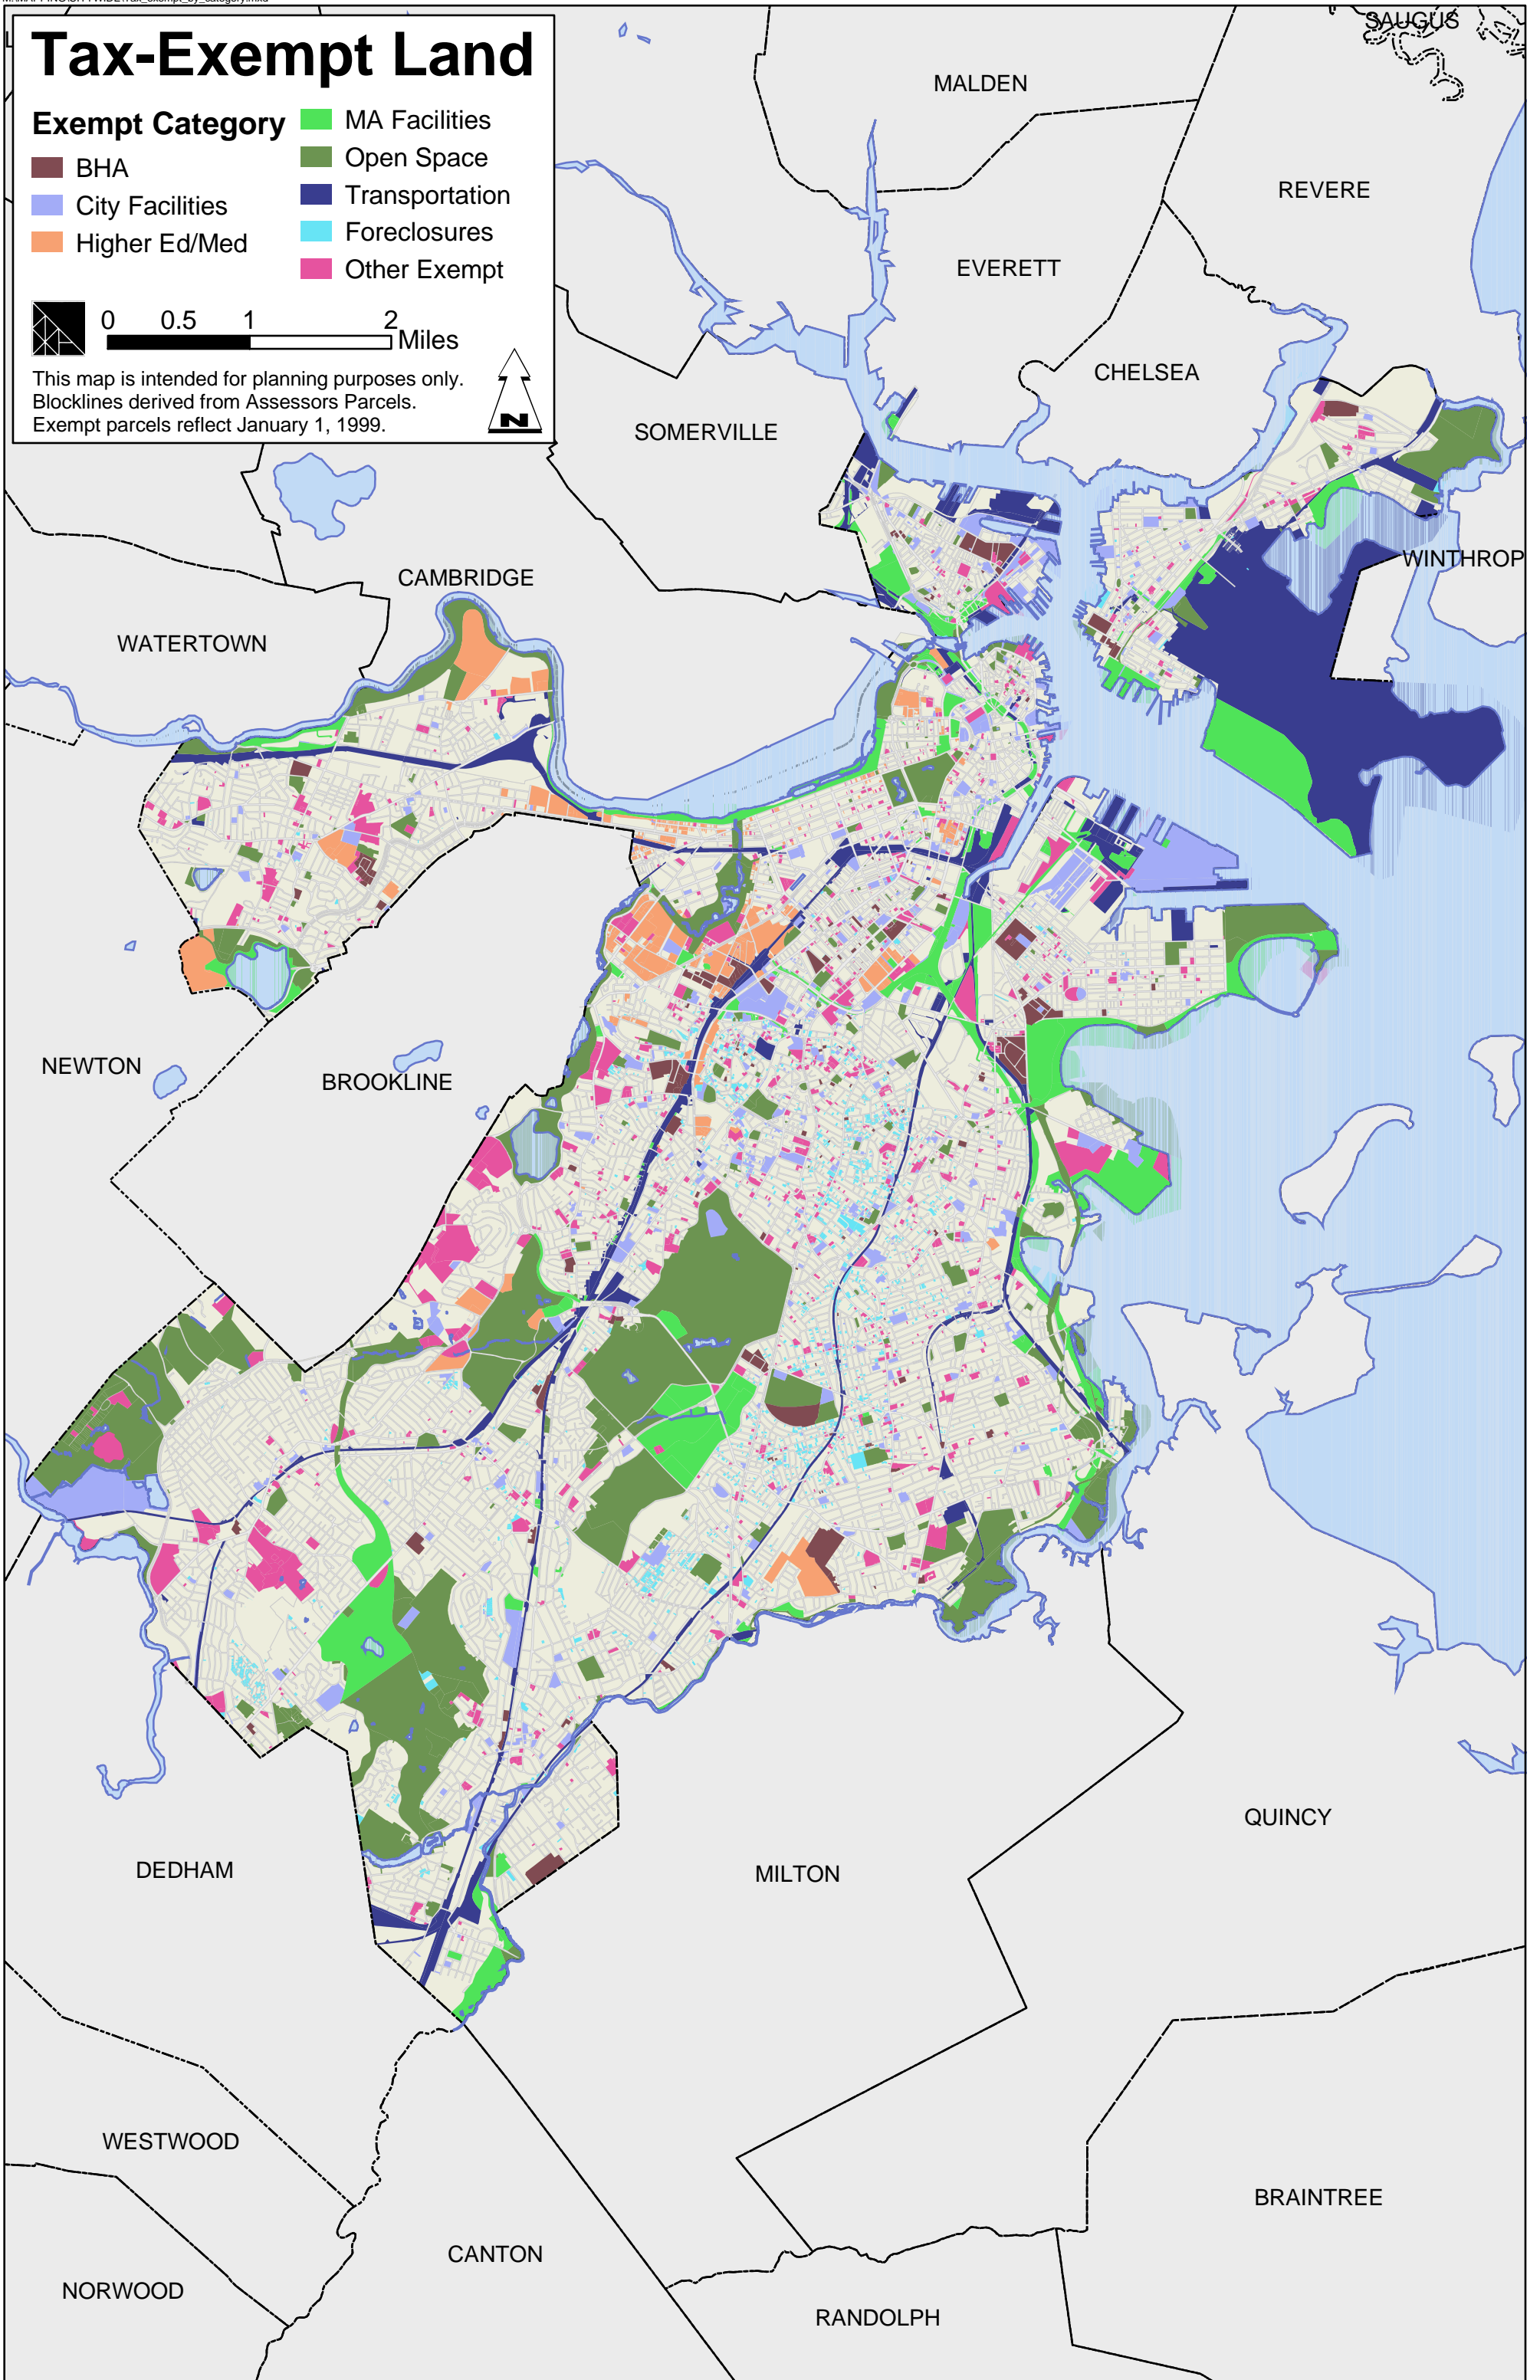 Tax-Exempt Land
Exempt Category
BHA
City Facilities
Higher Ed/Med
MA Facilities
Open Space
Transportation
Foreclosures
Other Exempt
0 0.5 1 2
Miles
This map is intended for planning purposes only.
Blocklines derived from Assessors Parcels.
Exempt parcels reflect January 1, 1999.
N
SAUGUS
MALDEN
REVERE
EVERETT
CHELSEA
SOMERVILLE
WINTHROP
CAMBRIDGE
WATERTOWN
NEWTON
BROOKLINE
QUINCY
DEDHAM
MILTON
WESTWOOD
BRAINTREE
CANTON
NORWOOD
RANDOLPH